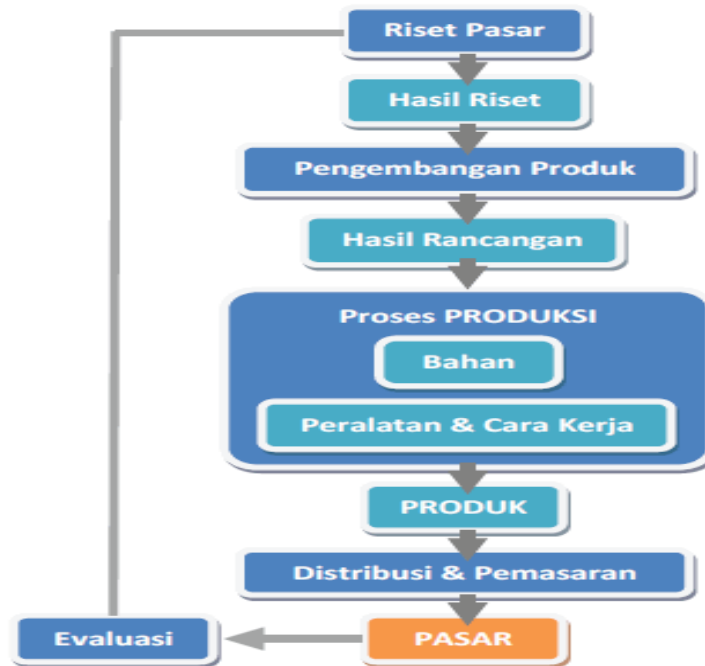 Riset Pasar
Hasil Riset
Pengembangan Produk
Hasil Rancangan
Proses PRODUKSI
Bahan
Peralatan & Cara Kerja
PRODUK
Distribusi & Pemasaran
Evaluasi
PASAR